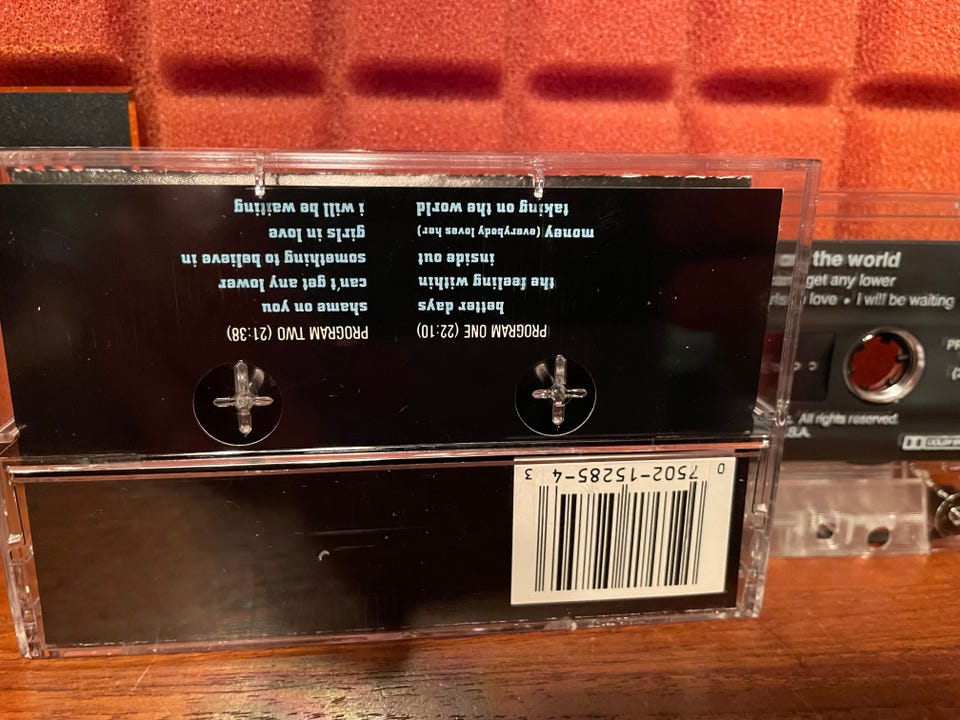 PROGRAM ONE (22:10)
better days
the feeling within
inside out
money (everybody loves her)
taking on the world
PROGRAM TWO (21:38)
shame on you
can't get any lower
something to believe in
girls in love
i will be waiting
0 7502-15285-4 3
the world
get any lower
love • I will be waiting
All rights reserved.